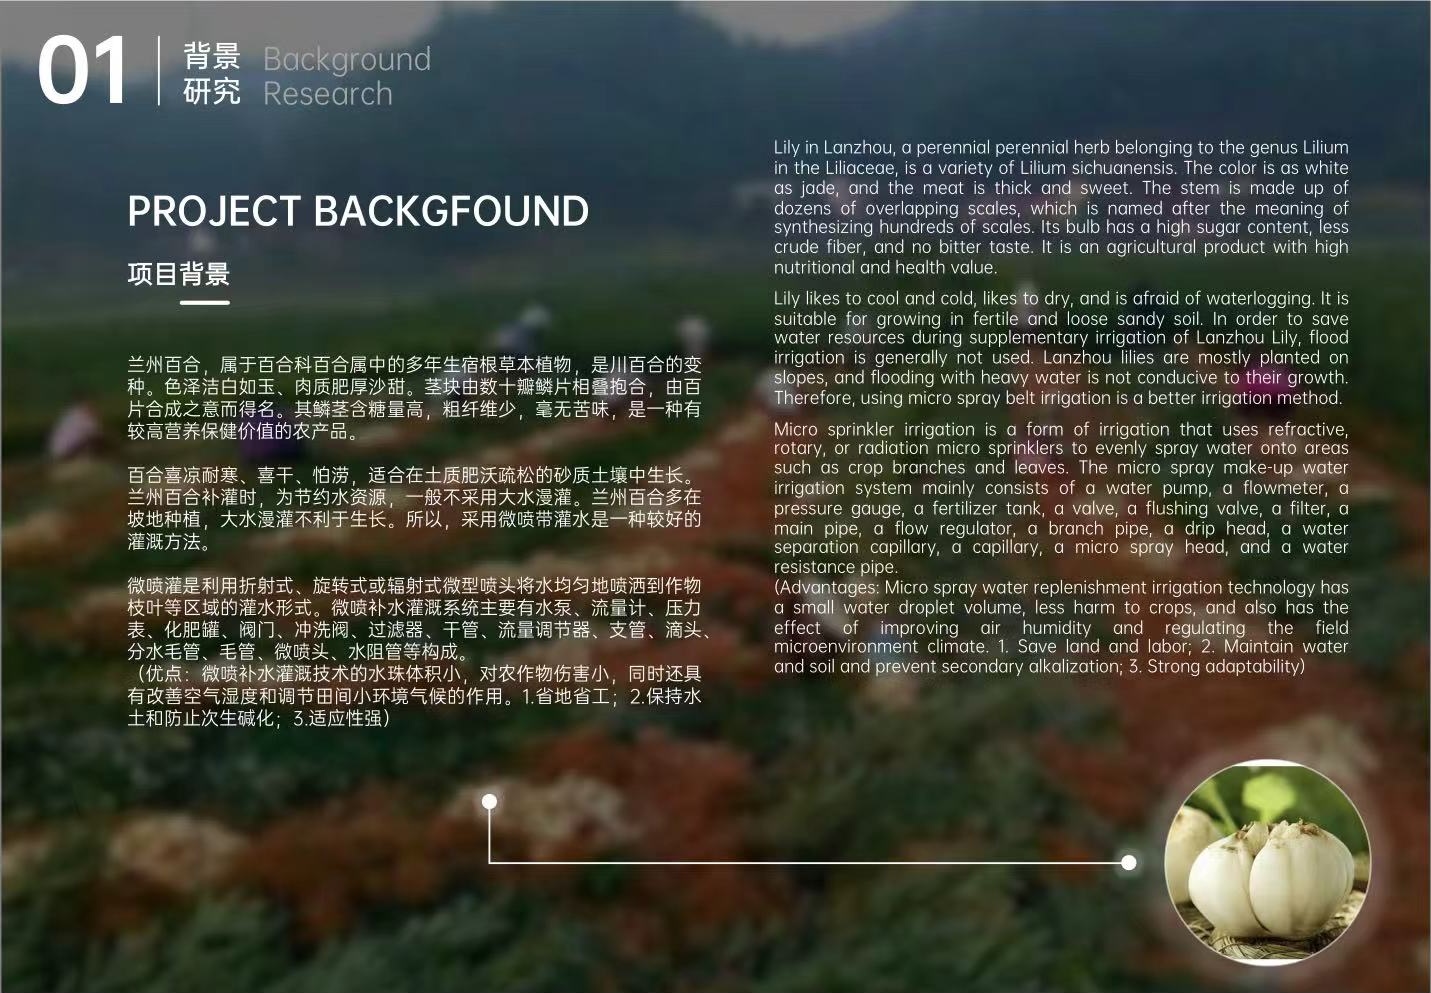 01
背景
研究
Background
Research
PROJECT BACKGFOUND
项目背景
兰州百合，属于百合科百合属中的多年生宿根草本植物，是川百合的变
种。色泽洁白如玉、肉质肥厚沙甜。茎块由数十瓣鳞片相叠抱合，由百
片合成之意而得名。其鳞茎含糖量高，粗纤维少，毫无苦味，是一种有
较高营养保健价值的农产品。
百合喜凉耐寒、喜干、怕涝，适合在土质肥沃疏松的砂质土壤中生长。
兰州百合补灌时，为节约水资源，一般不采用大水漫灌。兰州百合多在
坡地种植，大水漫灌不利于生长。所以，采用微喷带灌水是一种较好的
灌溉方法。
微喷灌是利用折射式、旋转式或辐射式微型喷头将水均匀地喷洒到作物
枝叶等区域的灌水形式。微喷补水灌溉系统主要有水泵、流量计、压力
表、化肥罐、阀门、冲洗阀、过滤器、干管、流量调节器、支管、滴头、
分水毛管、毛管、微喷头、水阻管等构成。
（优点：微喷补水灌溉技术的水珠体积小，对农作物伤害小，同时还具
有改善空气湿度和调节田间小环境气候的作用。1.省地省工；2.保持水
土和防止次生碱化；3.适应性强）
Lily in Lanzhou, a perennial perennial herb belonging to the genus Lilium
in the Liliaceae, is a variety of Lilium sichuanensis. The color is as white
as jade, and the meat is thick and sweet. The stem is made up of
dozens of overlapping scales, which is named after the meaning of
synthesizing hundreds of scales. Its bulb has a high sugar content, less
crude fiber, and no bitter taste. It is an agricultural product with high
nutritional and health value.
Lily likes to cool and cold, likes to dry, and is afraid of waterlogging. It is
suitable for growing in fertile and loose sandy soil. In order to save
water resources during supplementary irrigation of Lanzhou Lily, flood
irrigation is generally not used. Lanzhou lilies are mostly planted on
slopes, and flooding with heavy water is not conducive to their growth.
Therefore, using micro spray belt irrigation is a better irrigation method.
Micro sprinkler irrigation is a form of irrigation that uses refractive,
rotary, or radiation micro sprinklers to evenly spray water onto areas
such as crop branches and leaves. The micro spray make-up water
irrigation system mainly consists of a water pump, a flowmeter, a
pressure gauge, a fertilizer tank, a valve, a flushing valve, a filter, a
main pipe, a flow regulator, a branch pipe, a drip head, a water
separation capillary, a capillary, a micro spray head, and a water
resistance pipe.
(Advantages: Micro spray water replenishment irrigation technology has
a small water droplet volume, less harm to crops, and also has the
effect of improving air humidity and regulating the field
microenvironment climate. 1. Save land and labor; 2. Maintain water
and soil and prevent secondary alkalization; 3. Strong adaptability)